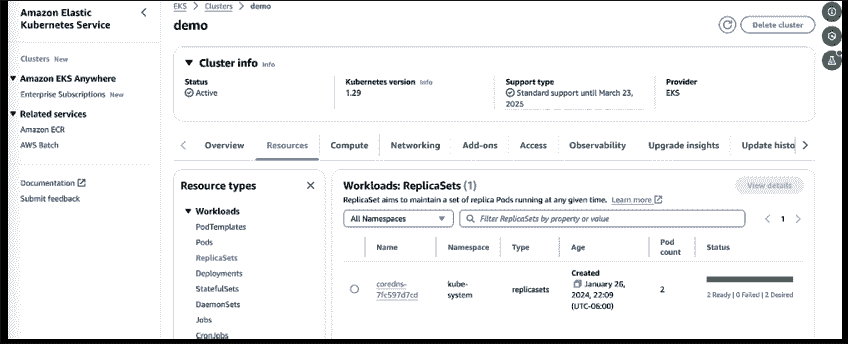 Amazon Elastic
Kubernetes Service
Clusters New
Amazon EKS Anywhere
Enterprise Subscriptions New
Related services
Amazon ECR
AWS Batch
Documentation
Submit feedback
EKS > Clusters > demo
demo
Delete cluster
Cluster info Info
Status
Active
Kubernetes version Info
1.29
Support type
Standard support until March 23,
2025
Provider
EKS
Overview Resources Compute Networking Add-ons Access Observability Upgrade insights Update histo
Resource types
Workloads
PodTemplates
Pods
ReplicaSets
Deployments
StatefulSets
DaemonSets
Jobs
CronJobs
Workloads: ReplicaSets (1)
View details
ReplicaSet aims to maintain a set of replica Pods running at any given time. Learn more
All Namespaces
Filter ReplicaSets by property or value
1
Name Namespace Type Age Pod count Status
coredns-7fc597d7cd
kube-system
replicasets
Created
January 26,
2024, 22:09
(UTC-06:00)
2
2 Ready | 0 Failed | 2 Desired